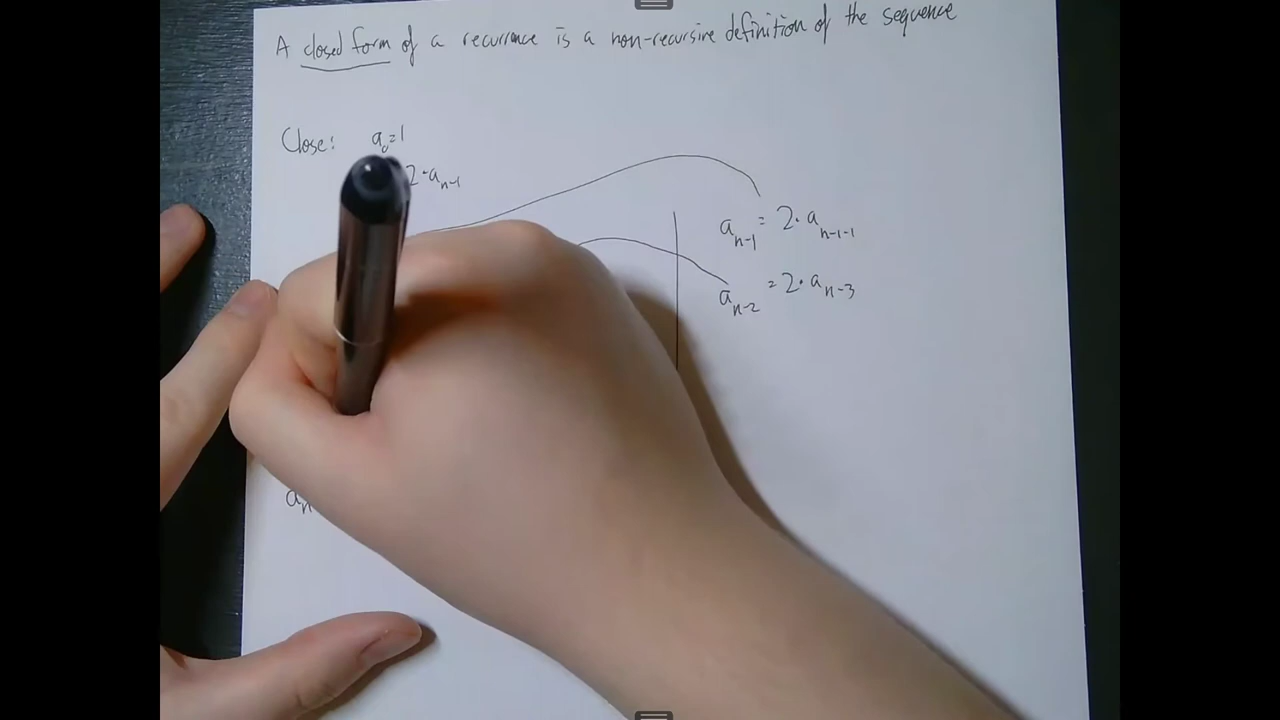 A closed form of a recurrence is a non-recursive definition of the sequence
Close: a₀=1
2·aₙ₋₁
aₙ₋₁ = 2·aₙ₋₁₋₁
aₙ₋₂ = 2·aₙ₋₃
aₙ